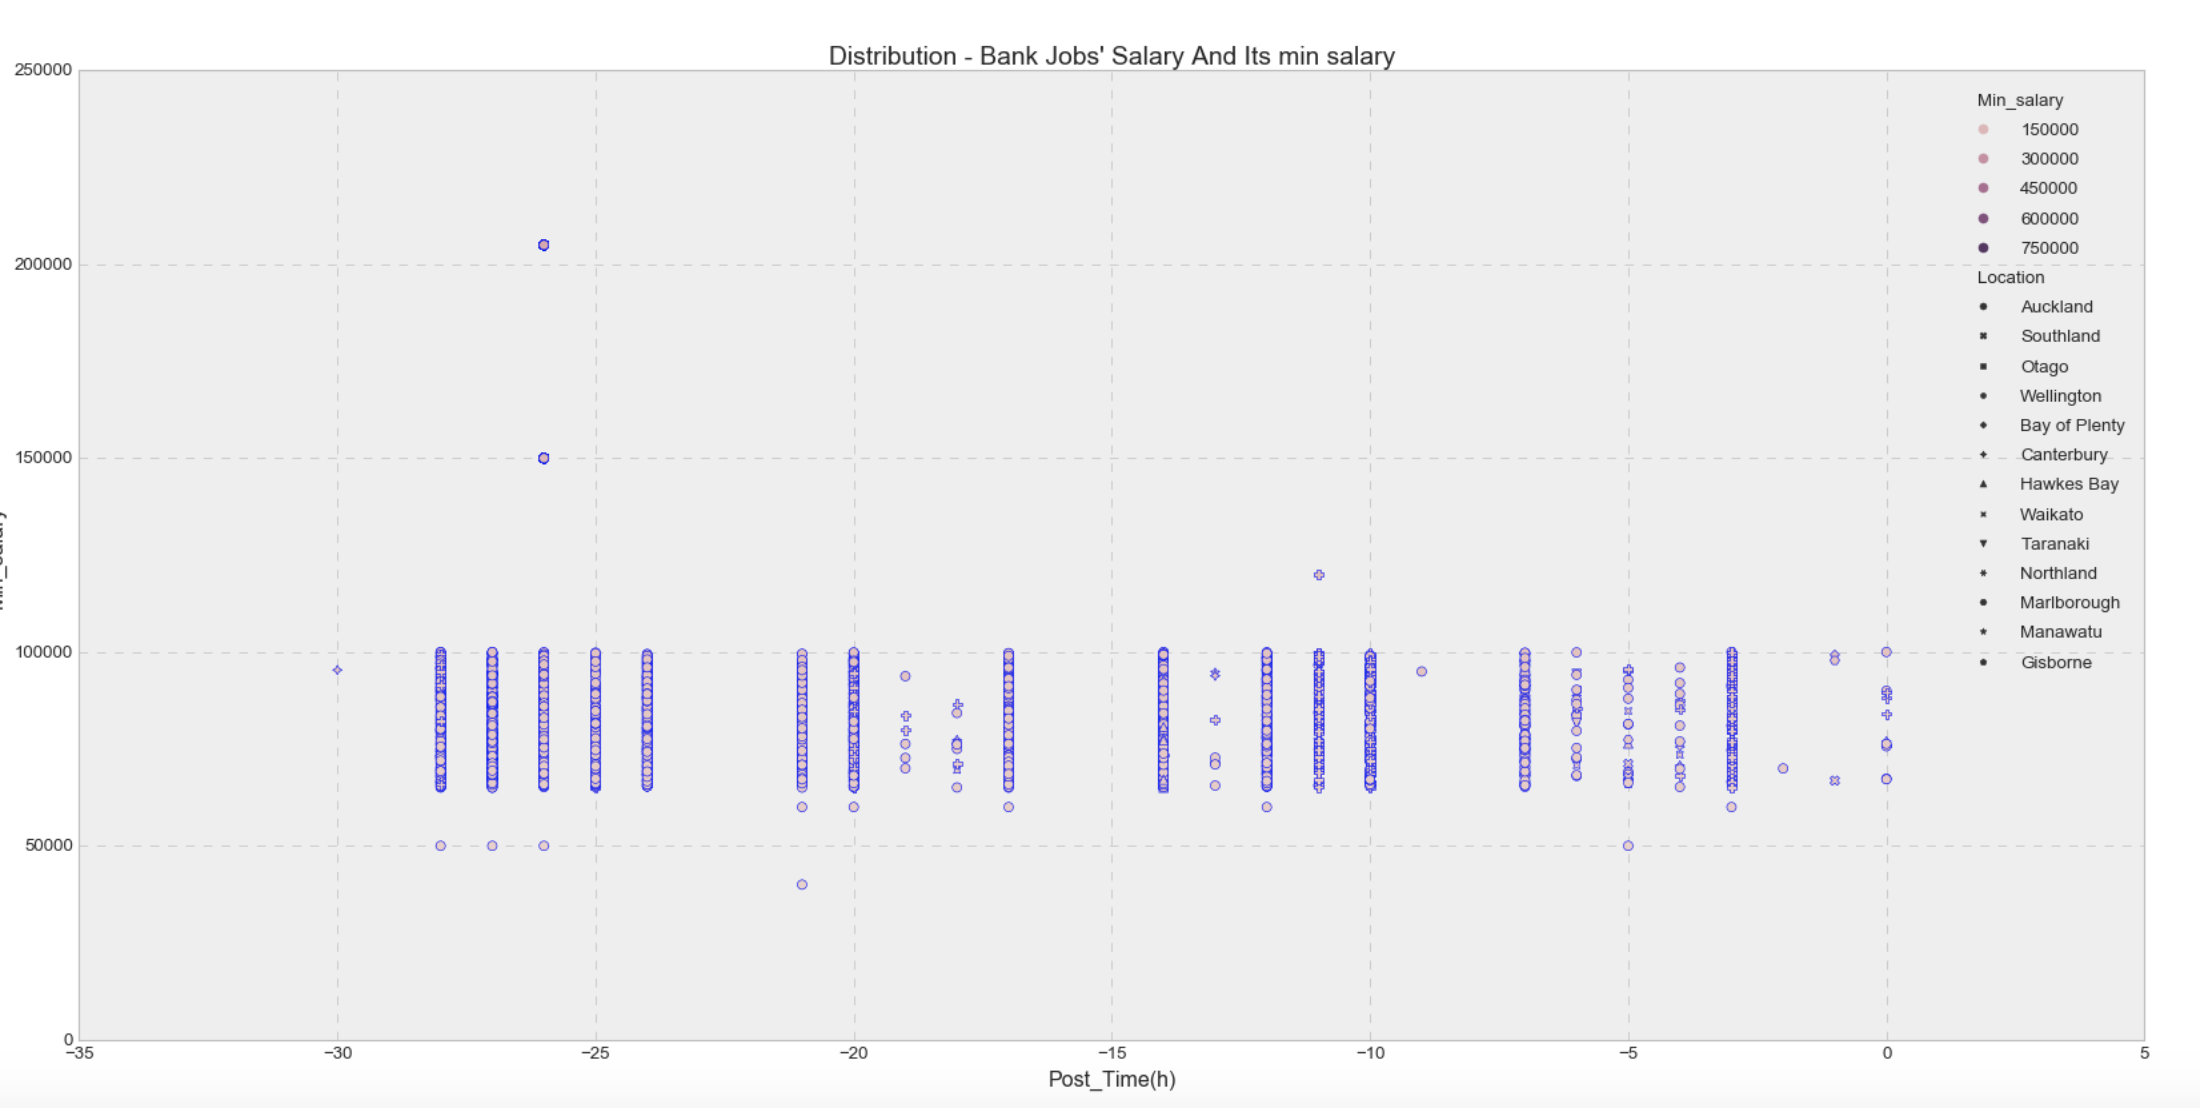 Distribution - Bank Jobs' Salary And Its min salary
250000
200000
150000
100000
50000
0
−35
−30
−25
−20
−15
−10
−5
0
5
Post_Time(h)
Min_salary
150000
300000
450000
600000
750000
Location
Auckland
Southland
Otago
Wellington
Bay of Plenty
Canterbury
Hawkes Bay
Waikato
Taranaki
Northland
Marlborough
Manawatu
Gisborne